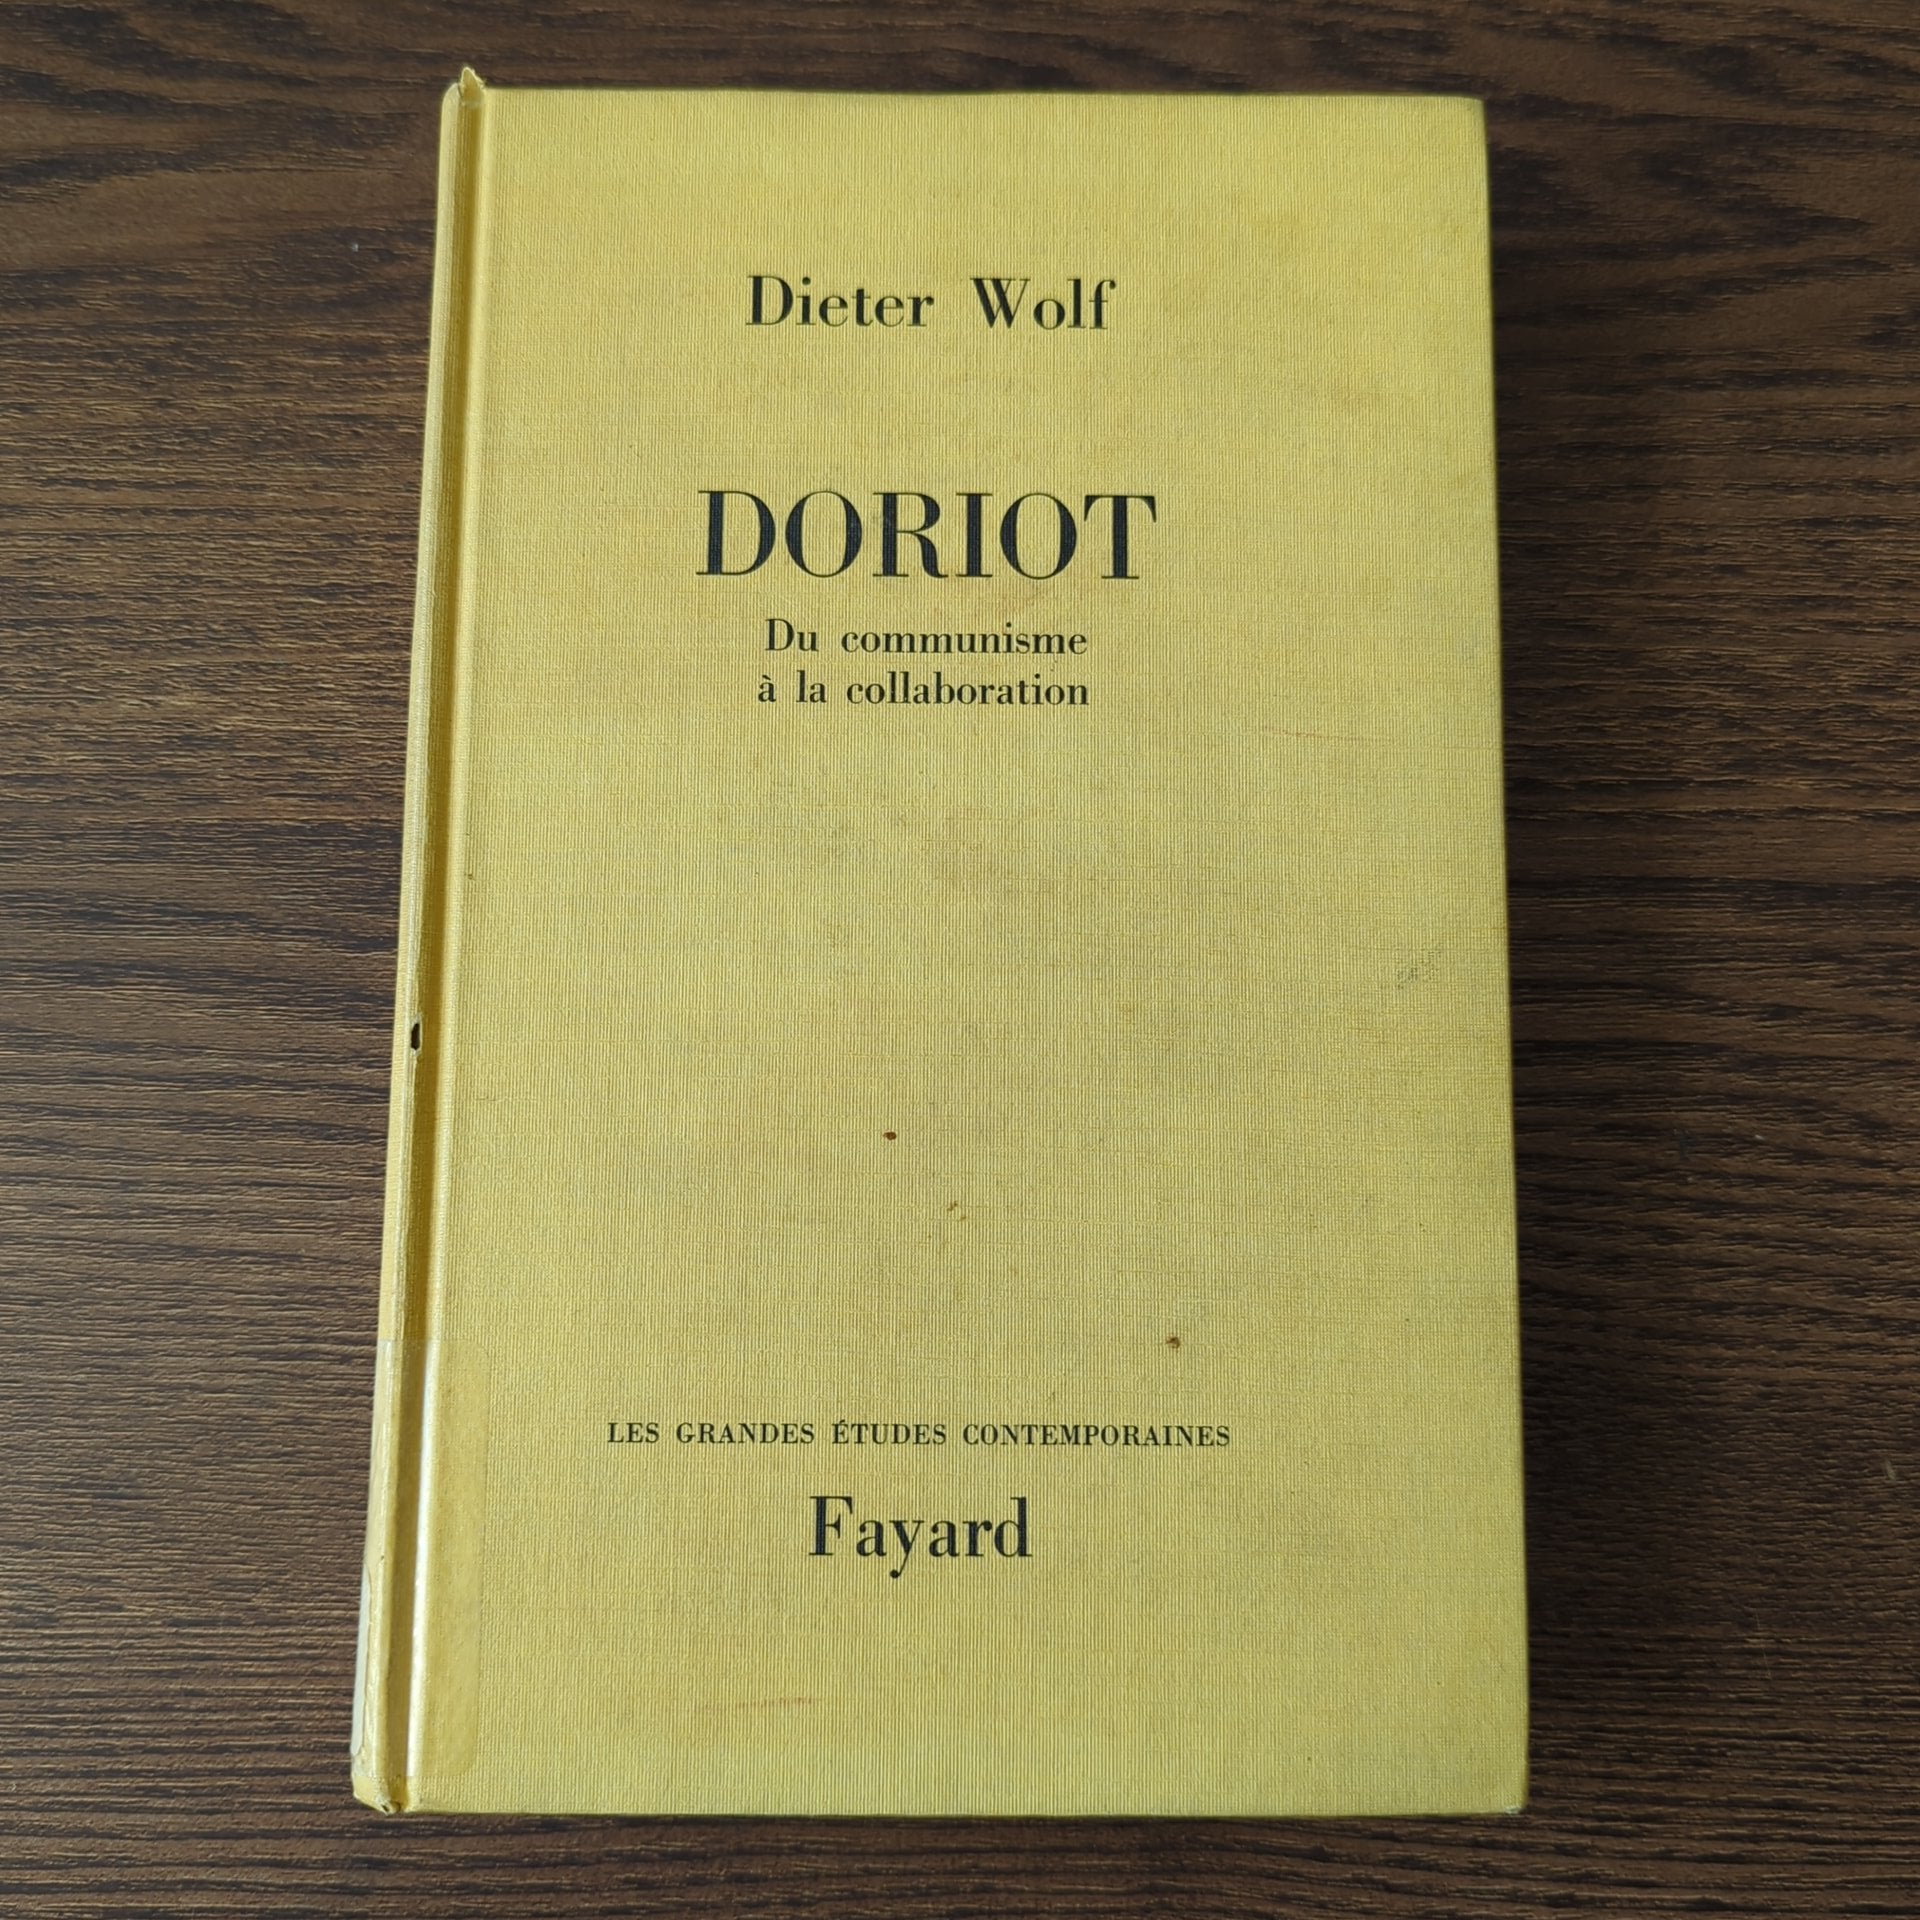 Dieter Wolf
DORIOT
Du communisme
à la collaboration
LES GRANDES ÉTUDES CONTEMPORAINES
Fayard